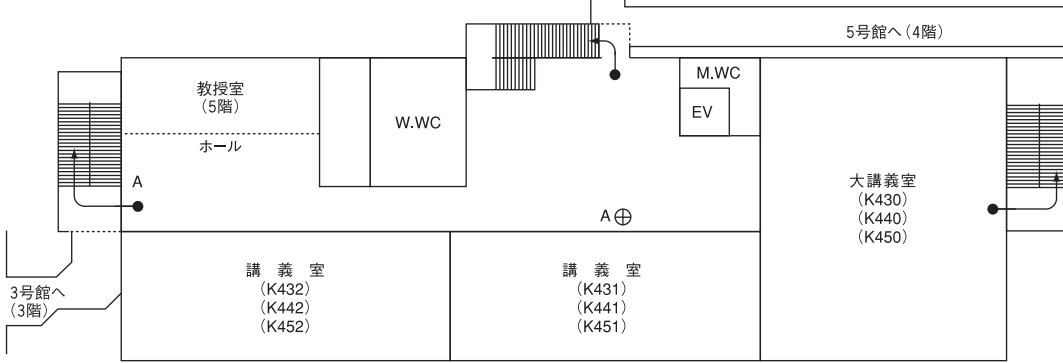 5号館へ(4階)
教授室
(5階)
ホール
W.WC
M.WC
EV
A
A
大講義室
(K430)
(K440)
(K450)
講義室
(K432)
(K442)
(K452)
講義室
(K431)
(K441)
(K451)
3号館へ
(3階)